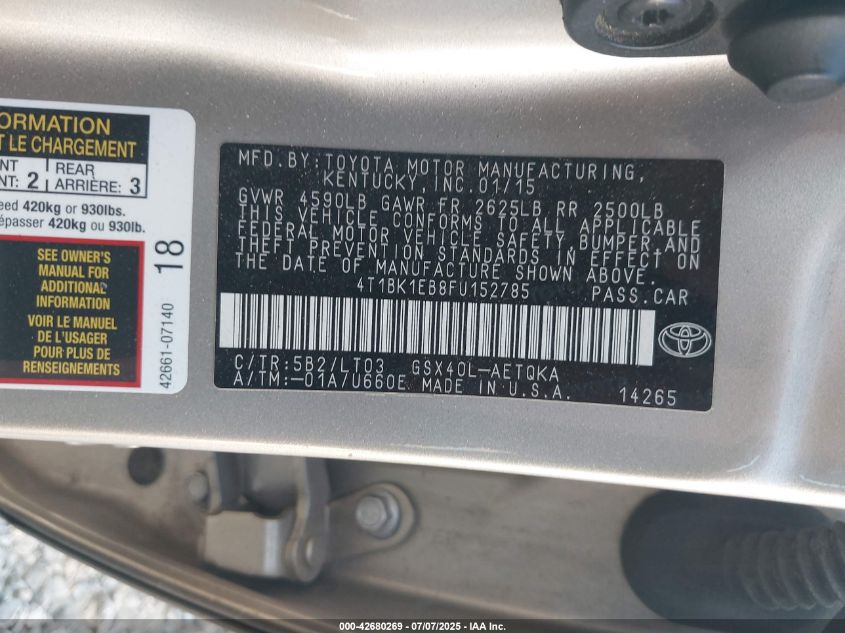 ORMATION
T LE CHARGEMENT
NT REAR
NT: 2 ARRIÈRE: 3
eed 420kg or 930lbs.
épasser 420kg ou 930lb.
SEE OWNER'S
MANUAL FOR
ADDITIONAL
INFORMATION
VOIR LE MANUEL
DE L'USAGER
POUR PLUS DE
RENSEIGNEMENTS
18
42661-07140
MFD.BY:TOYOTA MOTOR MANUFACTURING,
KENTUCKY, INC.01/15
GVWR 4590LB GAWR FR 2625LB RR 2500LB
THIS VEHICLE CONFORMS TO ALL APPLICABLE
FEDERAL MOTOR VEHICLE SAFETY, BUMPER, AND
THEFT PREVENTION STANDARDS IN EFFECT ON
THE DATE OF MANUFACTURE SHOWN ABOVE.
4T1BK1EB8FU152785 PASS.CAR
C/TR:5B2/LT03 GSX40L-AETQKA
A/TM:-01A/U660E MADE IN U.S.A. 14265
000-42680269 - 07/07/2025 - IAA Inc.